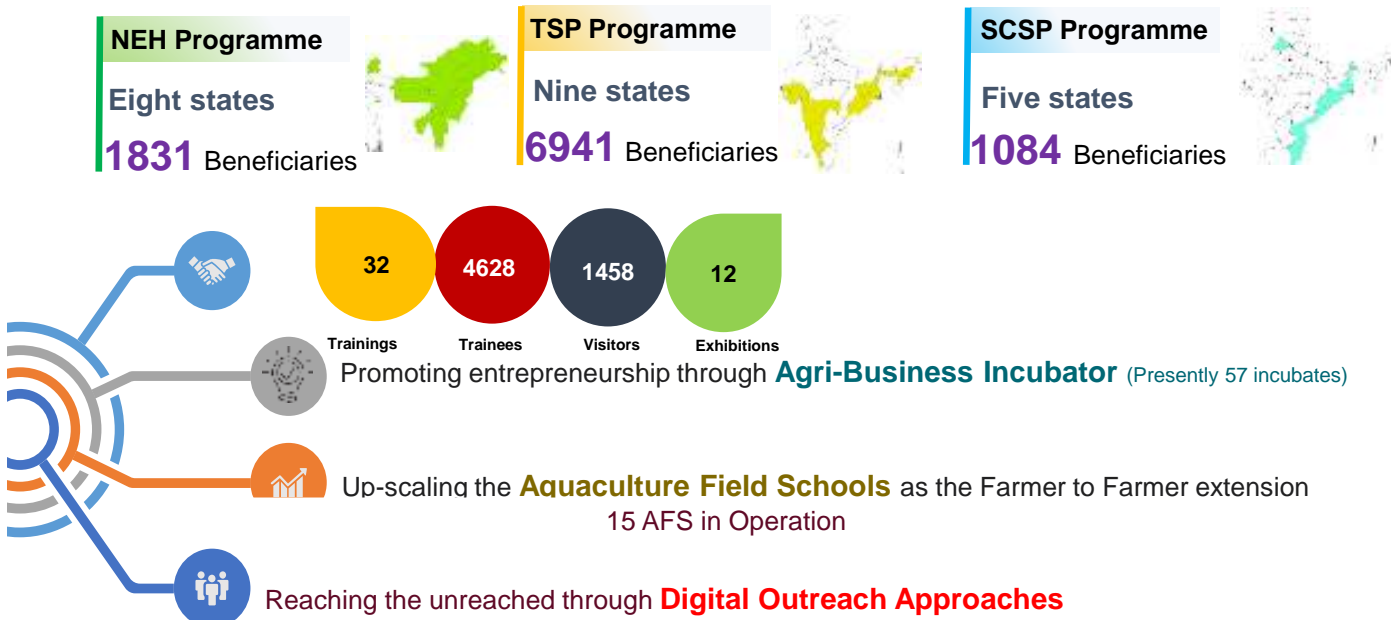 NEH Programme
Eight states
1831 Beneficiaries
TSP Programme
Nine states
6941 Beneficiaries
SCSP Programme
Five states
1084 Beneficiaries
32
4628
1458
12
Trainings
Trainees
Visitors
Exhibitions
Promoting entrepreneurship through Agri-Business Incubator (Presently 57 incubates)
Up-scaling the Aquaculture Field Schools as the Farmer to Farmer extension
15 AFS in Operation
Reaching the unreached through Digital Outreach Approaches